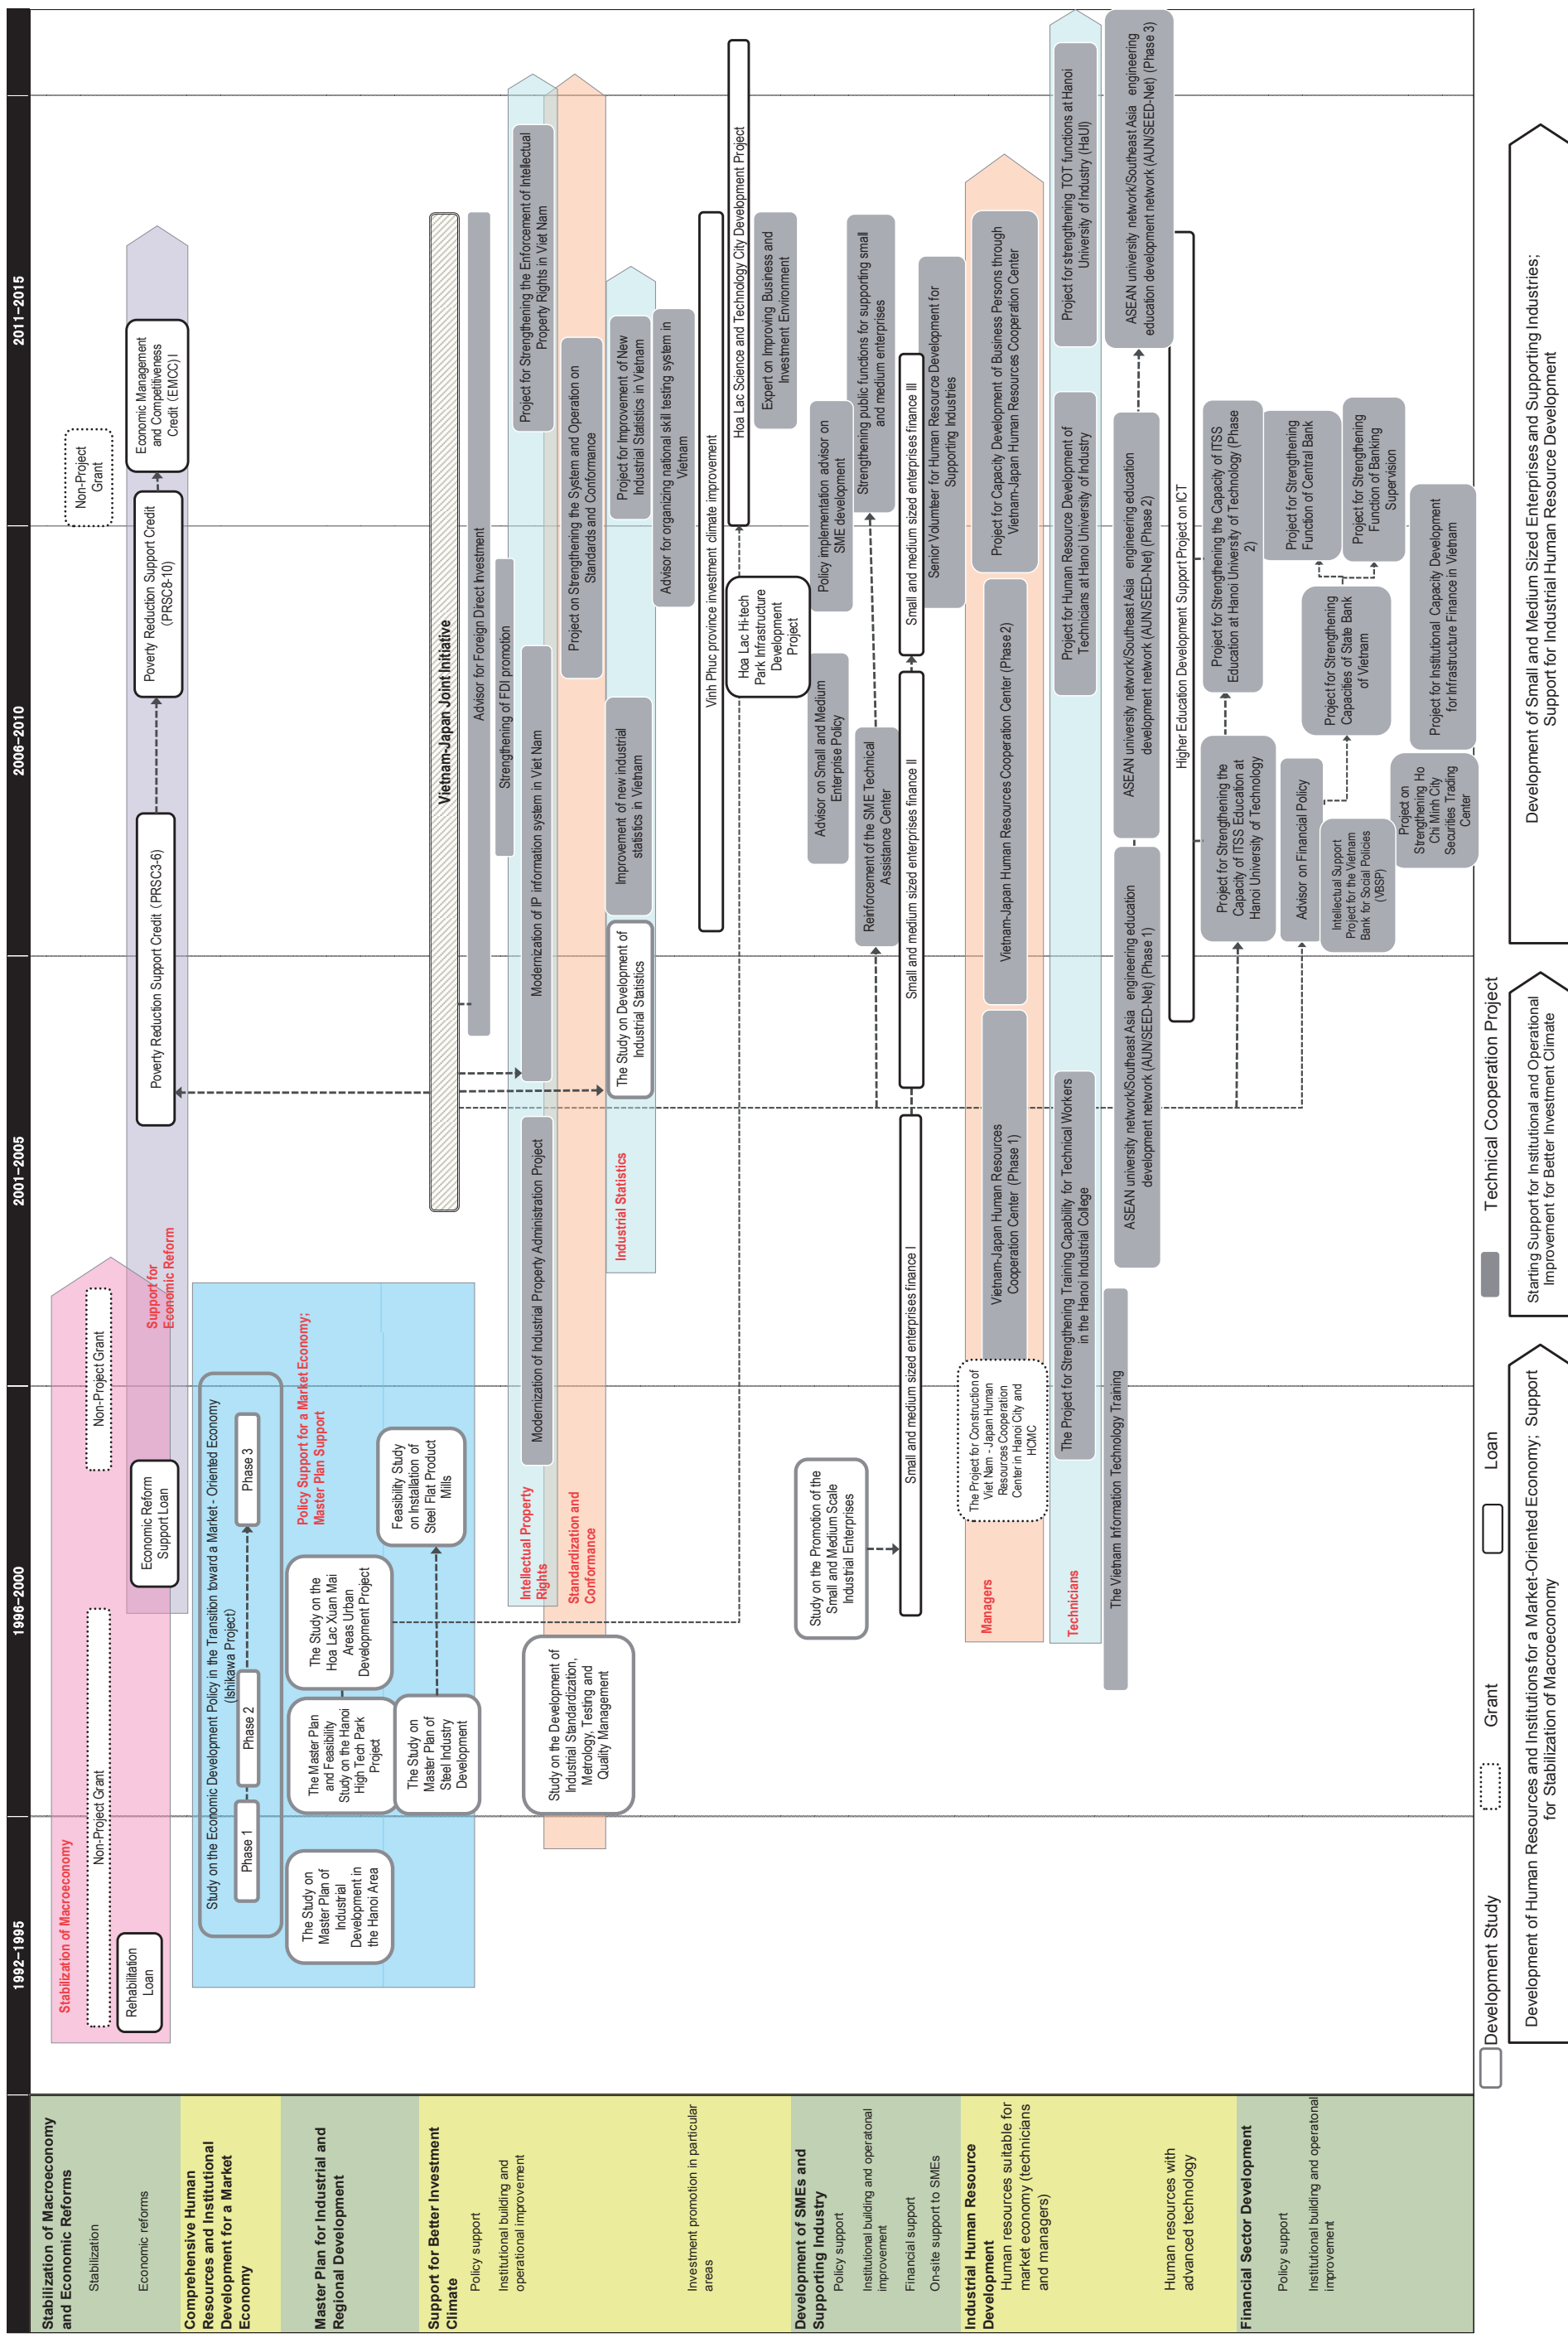 1992–1995
1996–2000
2001–2005
2006–2010
2011–2015
Stabilization of Macroeconomy
and Economic Reforms
Stabilization
Economic reforms
Stabilization of Macroeconomy
Non-Project Grant
Non-Project Grant
Non-Project
Grant
Rehabilitation
Loan
Economic Reform
Support Loan
Support for
Economic Reform
Poverty Reduction Support Credit (PRSC3-6)
Poverty Reduction Support Credit
(PRSC8-10)
Economic Management
and Competitiveness
Credit (EMCC) I
Comprehensive Human
Resources and Institutional
Development for a Market
Economy
Study on the Economic Development Policy in the Transition toward a Market - Oriented Economy
(Ishikawa Project)
Phase 1
Phase 2
Phase 3
Master Plan for Industrial and
Regional Development
The Study on
Master Plan of
Industrial
Development in
the Hanoi Area
The Master Plan
and Feasibility
Study on the Hanoi
High Tech Park
Project
The Study on the
Hoa Lac Xuan Mai
Areas Urban
Development Project
Policy Support for a Market Economy;
Master Plan Support
The Study on
Master Plan of
Steel Industry
Development
Feasibility Study
on Installation of
Steel Flat Product
Mills
Support for Better Investment
Climate
Policy support
Institutional building and
operational improvement
Investment promotion in particular
areas
Vietnam-Japan Joint Initiative
Advisor for Foreign Direct Investment
Strengthening of FDI promotion
Intellectual Property
Rights
Modernization of Industrial Property Administration Project
Modernization of IP information system in Viet Nam
Project for Strengthening the Enforcement of Intellectual
Property Rights in Viet Nam
Study on the Development of
Industrial Standardization,
Metrology, Testing and
Quality Management
Standardization and
Conformance
Project on Strengthening the System and Operation on
Standards and Conformance
Industrial Statistics
The Study on Development of
Industrial Statistics
Improvement of new industrial
statistics in Vietnam
Project for Improvement of New
Industrial Statistics in Vietnam
Advisor for organizing national skill testing system in
Vietnam
Vinh Phuc province investment climate improvement
Hoa Lac Hi-tech
Park Infrastructure
Development
Project
Hoa Lac Science and Technology City Development Project
Expert on Improving Business and
Investment Environment
Development of SMEs and
Supporting Industry
Policy support
Institutional building and operatonal
improvement
Financial support
On-site support to SMEs
Study on the Promotion of the
Small and Medium Scale
Industrial Enterprises
Advisor on Small and Medium
Enterprise Policy
Policy implementation advisor on
SME development
Reinforcement of the SME Technical
Assistance Center
Strengthening public functions for supporting small
and medium enterprises
Small and medium sized enterprises finance I
Small and medium sized enterprises finance II
Small and medium sized enterprises finance III
Senior Volunteer for Human Resource Development for
Supporting Industries
Industrial Human Resource
Development
Human resources suitable for
market economy (technicians
and managers)
Human resources with
advanced technology
Managers
The Project for Construction of
Viet Nam - Japan Human
Resources Cooperation
Center in Hanoi City and
HCMC
Vietnam-Japan Human Resources
Cooperation Center (Phase 1)
Vietnam-Japan Human Resources Cooperation Center (Phase 2)
Project for Capacity Development of Business Persons through
Vietnam-Japan Human Resources Cooperation Center
Technicians
The Project for Strengthening Training Capability for Technical Workers
in the Hanoi Industrial College
Project for Human Resource Development of
Technicians at Hanoi University of Industry
Project for strengthening TOT functions at Hanoi
University of Industry (HaUI)
The Vietnam Information Technology Training
ASEAN university network/Southeast Asia engineering education
development network (AUN/SEED-Net) (Phase 1)
ASEAN university network/Southeast Asia engineering education
development network (AUN/SEED-Net) (Phase 2)
ASEAN university network/Southeast Asia engineering
education development network (AUN/SEED-Net) (Phase 3)
Higher Education Development Support Project on ICT
Project for Strengthening the
Capacity of ITSS Education at
Hanoi University of Technology
Project for Strengthening the Capacity of ITSS
Education at Hanoi University of Technology (Phase
2)
Financial Sector Development
Policy support
Institutional building and operatonal
improvement
Advisor on Financial Policy
Intellectual Support
Project for the Vietnam
Bank for Social Policies
(VBSP)
Project for Strengthening
Capacities of State Bank
of Vietnam
Project for Strengthening
Function of Central Bank
Project for Strengthening
Function of Banking
Supervision
Project on
Strengthening Ho
Chi Minh City
Securities Trading
Center
Project for Institutional Capacity Development
for Infrastructure Finance in Vietnam
Development Study
Grant
Loan
Technical Cooperation Project
Development of Human Resources and Institutions for a Market-Oriented Economy; Support
for Stabilization of Macroeconomy
Starting Support for Institutional and Operational
Improvement for Better Investment Climate
Development of Small and Medium Sized Enterprises and Supporting Industries;
Support for Industrial Human Resource Development